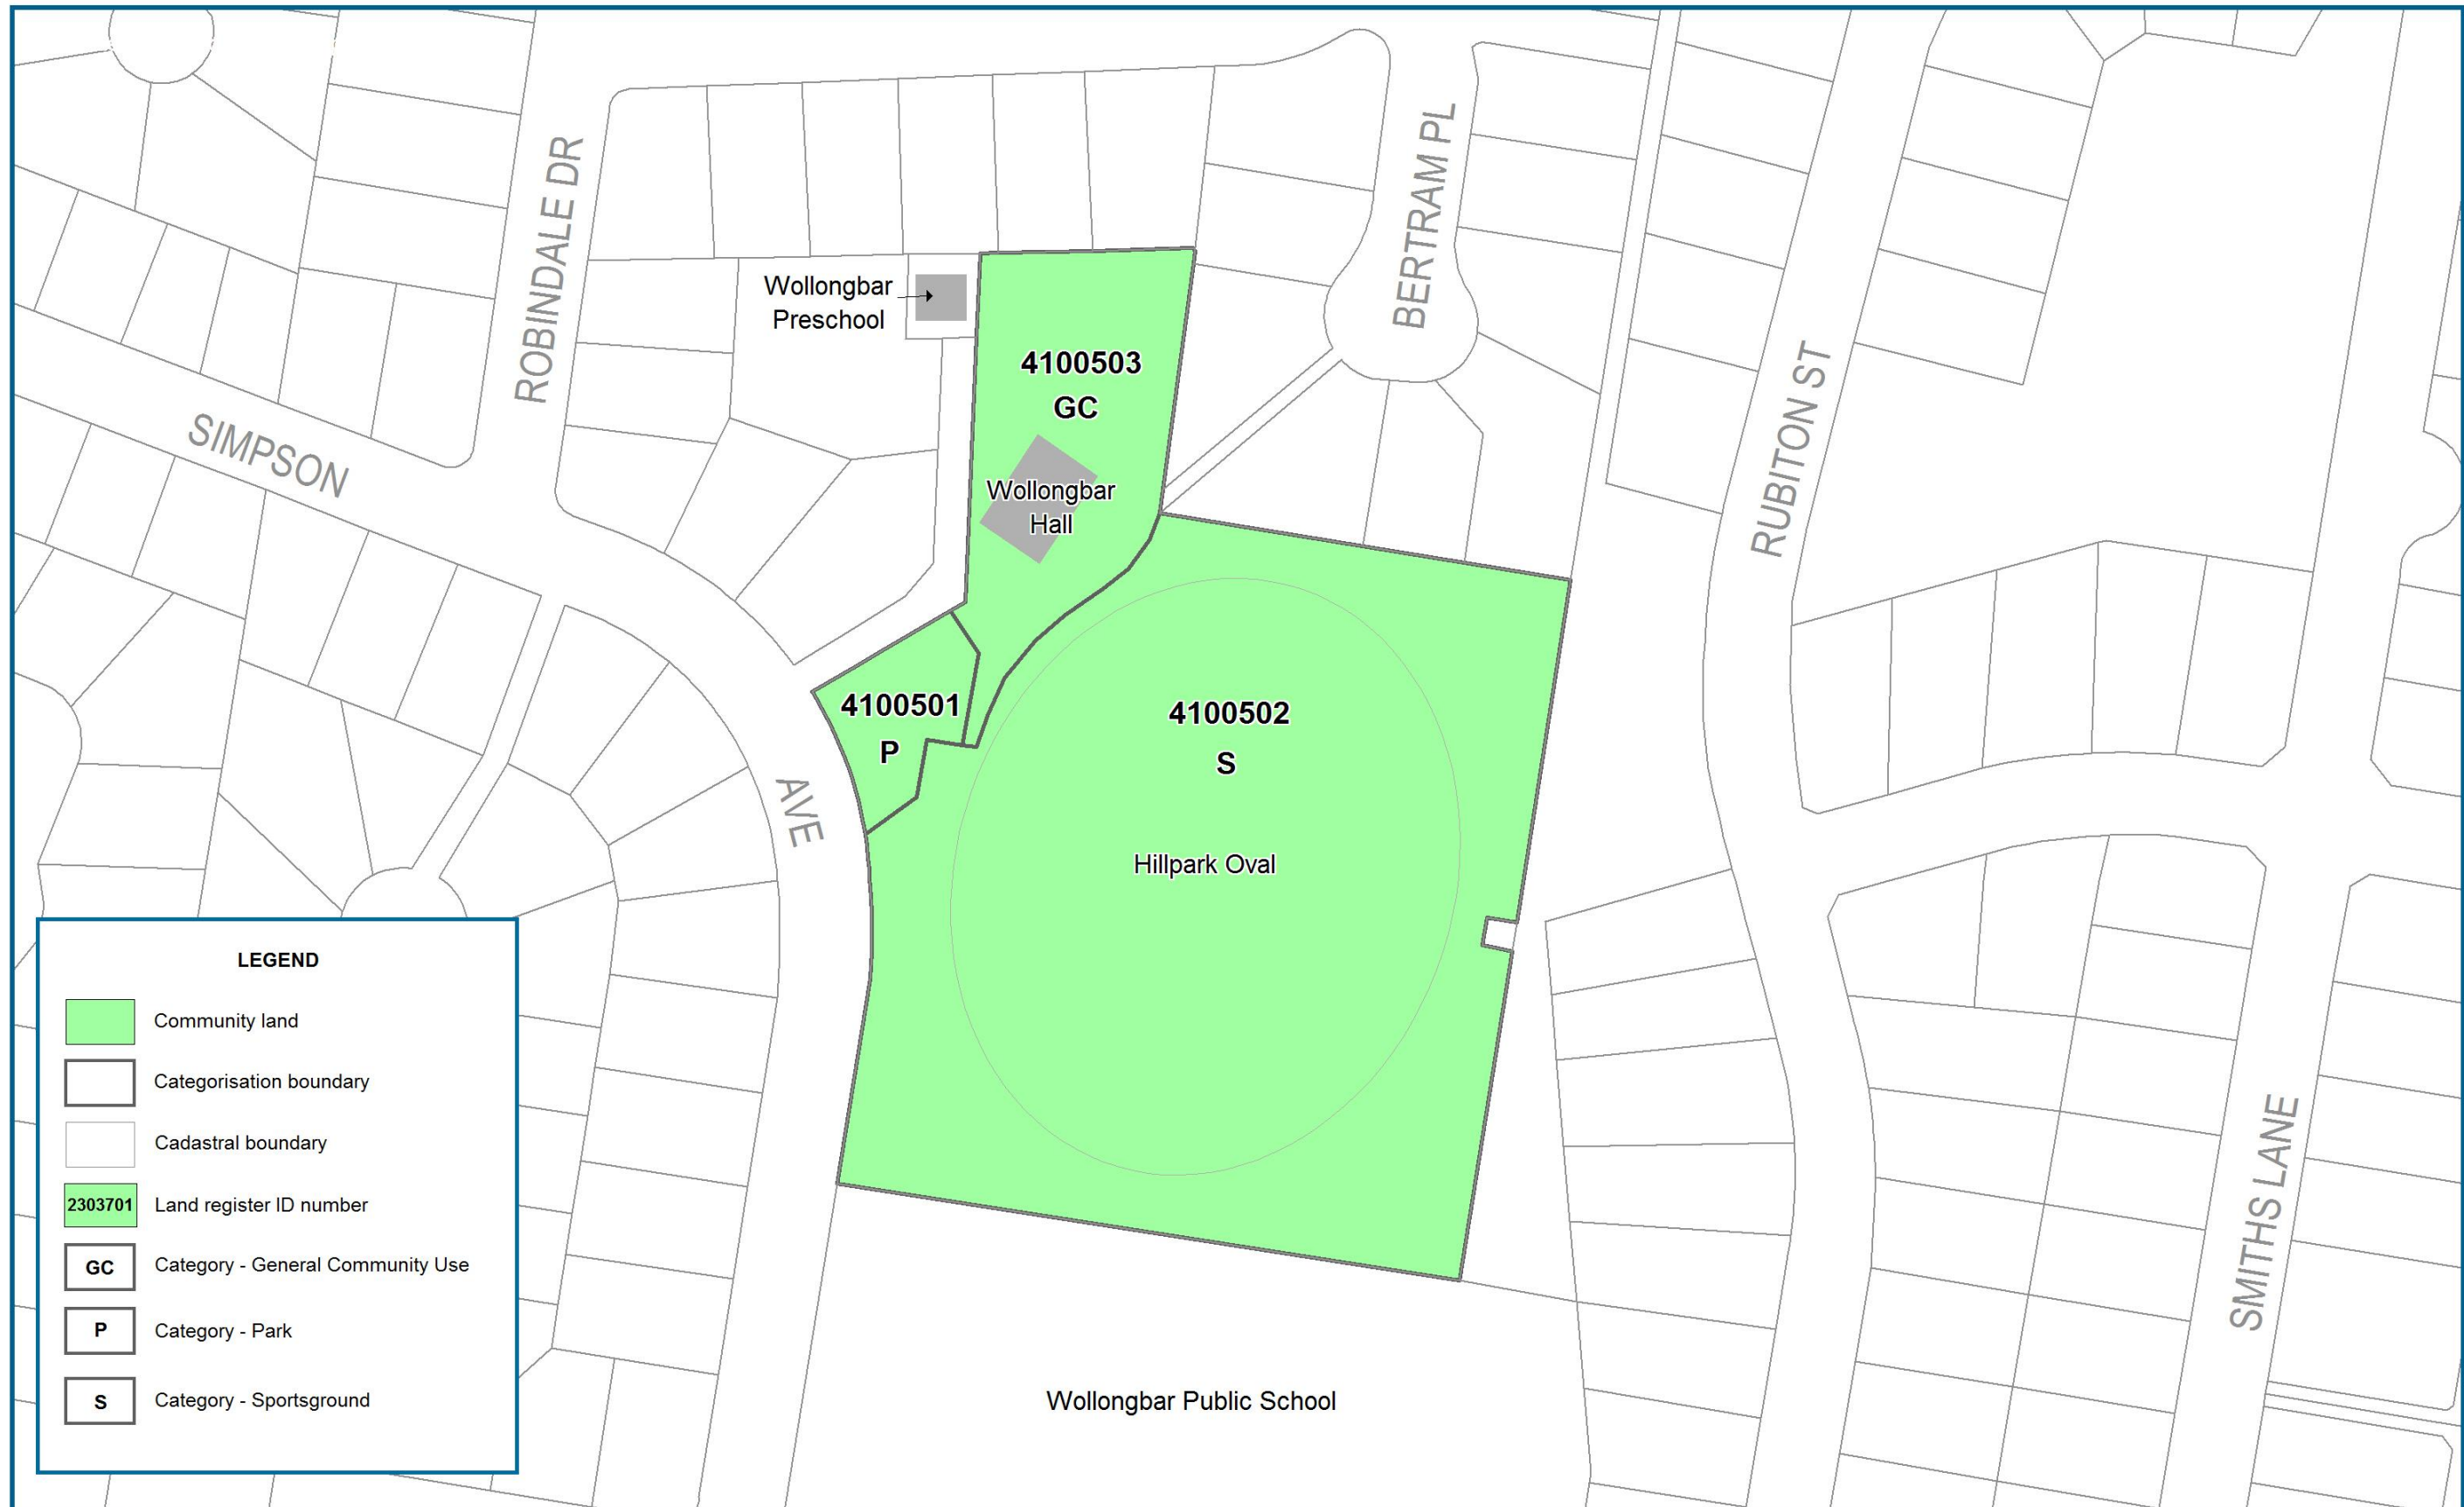 ROBINDALE DR
BERTRAM PL
Wollongbar
Preschool
4100503
GC
SIMPSON
RUBITON ST
Wollongbar
Hall
4100501
P
4100502
S
AVE
Hillpark Oval
LEGEND
Community land
Categorisation boundary
Cadastral boundary
2303701 Land register ID number
GC Category - General Community Use
P Category - Park
S Category - Sportsground
SMITHS LANE
Wollongbar Public School